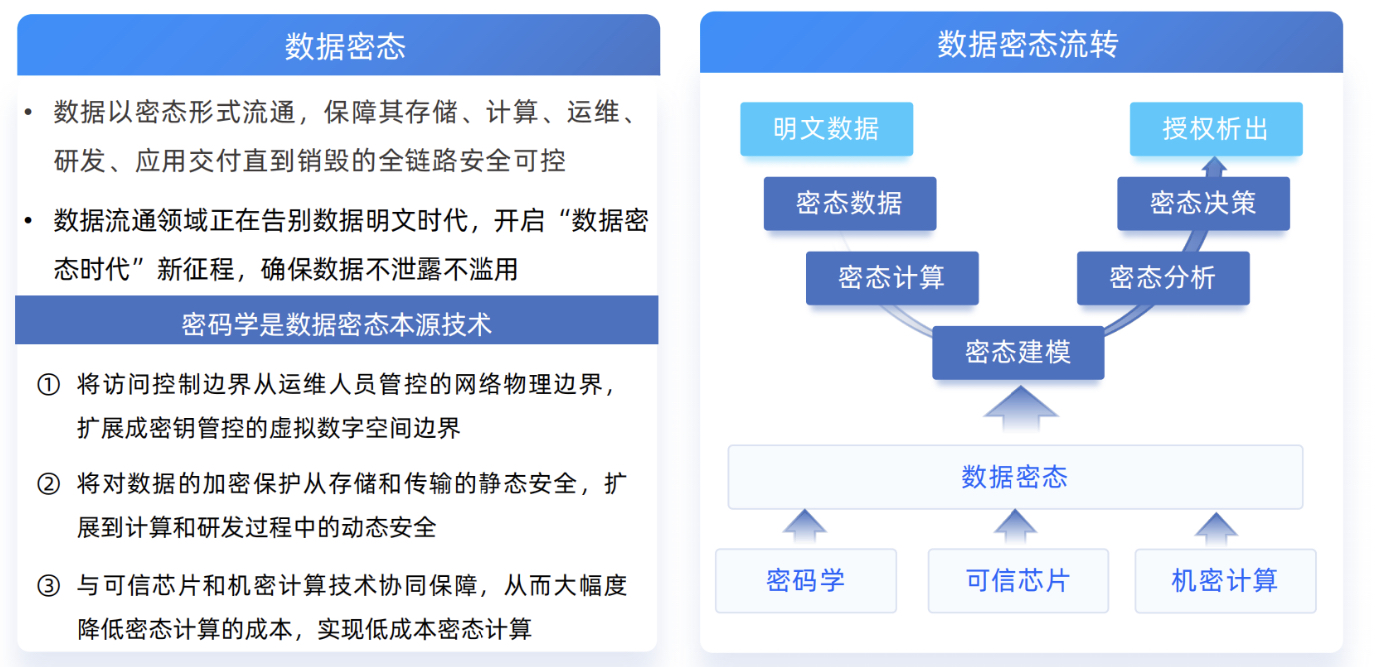 数据密态
• 数据以密态形式流通，保障其存储、计算、运维、
研发、应用交付直到销毁的全链路安全可控
• 数据流通领域正在告别数据明文时代，开启“数据密
态时代”新征程，确保数据不泄露不滥用
密码学是数据密态本源技术
① 将访问控制边界从运维人员管控的网络物理边界，
扩展成密钥管控的虚拟数字空间边界
② 将对数据的加密保护从存储和传输的静态安全，扩
展到计算和研发过程中的动态安全
③ 与可信芯片和机密计算技术协同保障，从而大幅度
降低密态计算的成本，实现低成本密态计算
数据密态流转
明文数据
授权析出
密态数据
密态决策
密态计算
密态分析
密态建模
数据密态
密码学
可信芯片
机密计算